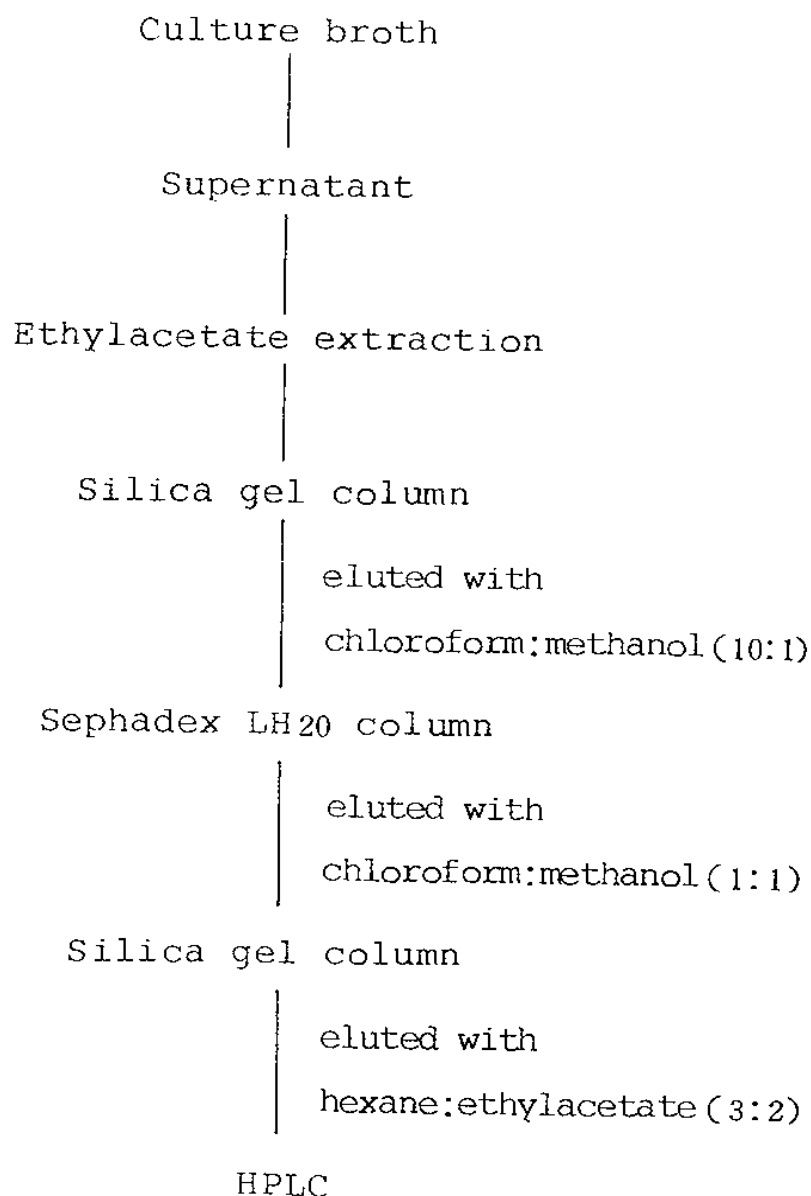 Culture broth
Supernatant
Ethylacetate extraction
Silica gel column
eluted with
chloroform:methanol(10:1)
Sephadex LH20 column
eluted with
chloroform:methanol(1:1)
Silica gel column
eluted with
hexane:ethylacetate(3:2)
HPLC